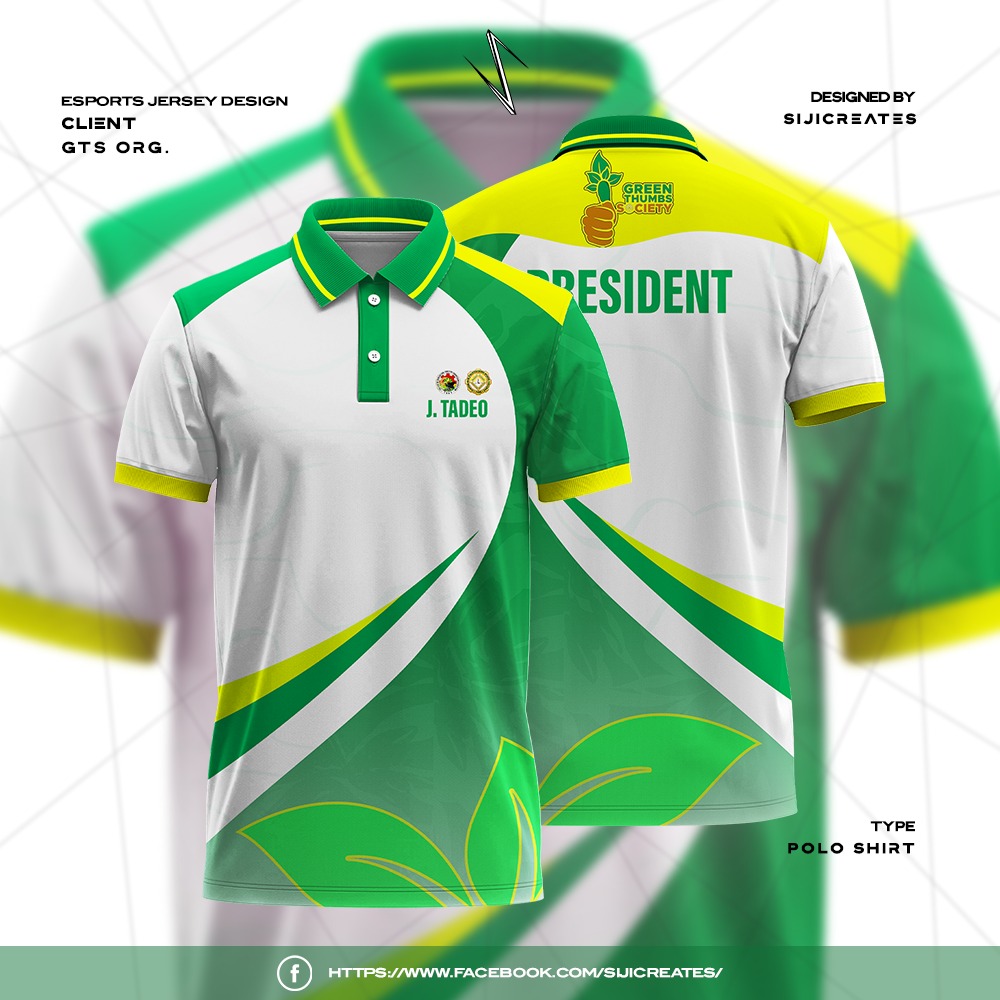 ESPORTS JERSEY DESIGN
CLIENT
GTS ORG.
DESIGNED BY
SIJICREATES
GREEN
THUMBS
SOCIETY
PRESIDENT
J. TADEO
TYPE
POLO SHIRT
HTTPS://WWW.FACEBOOK.COM/SIJICREATES/